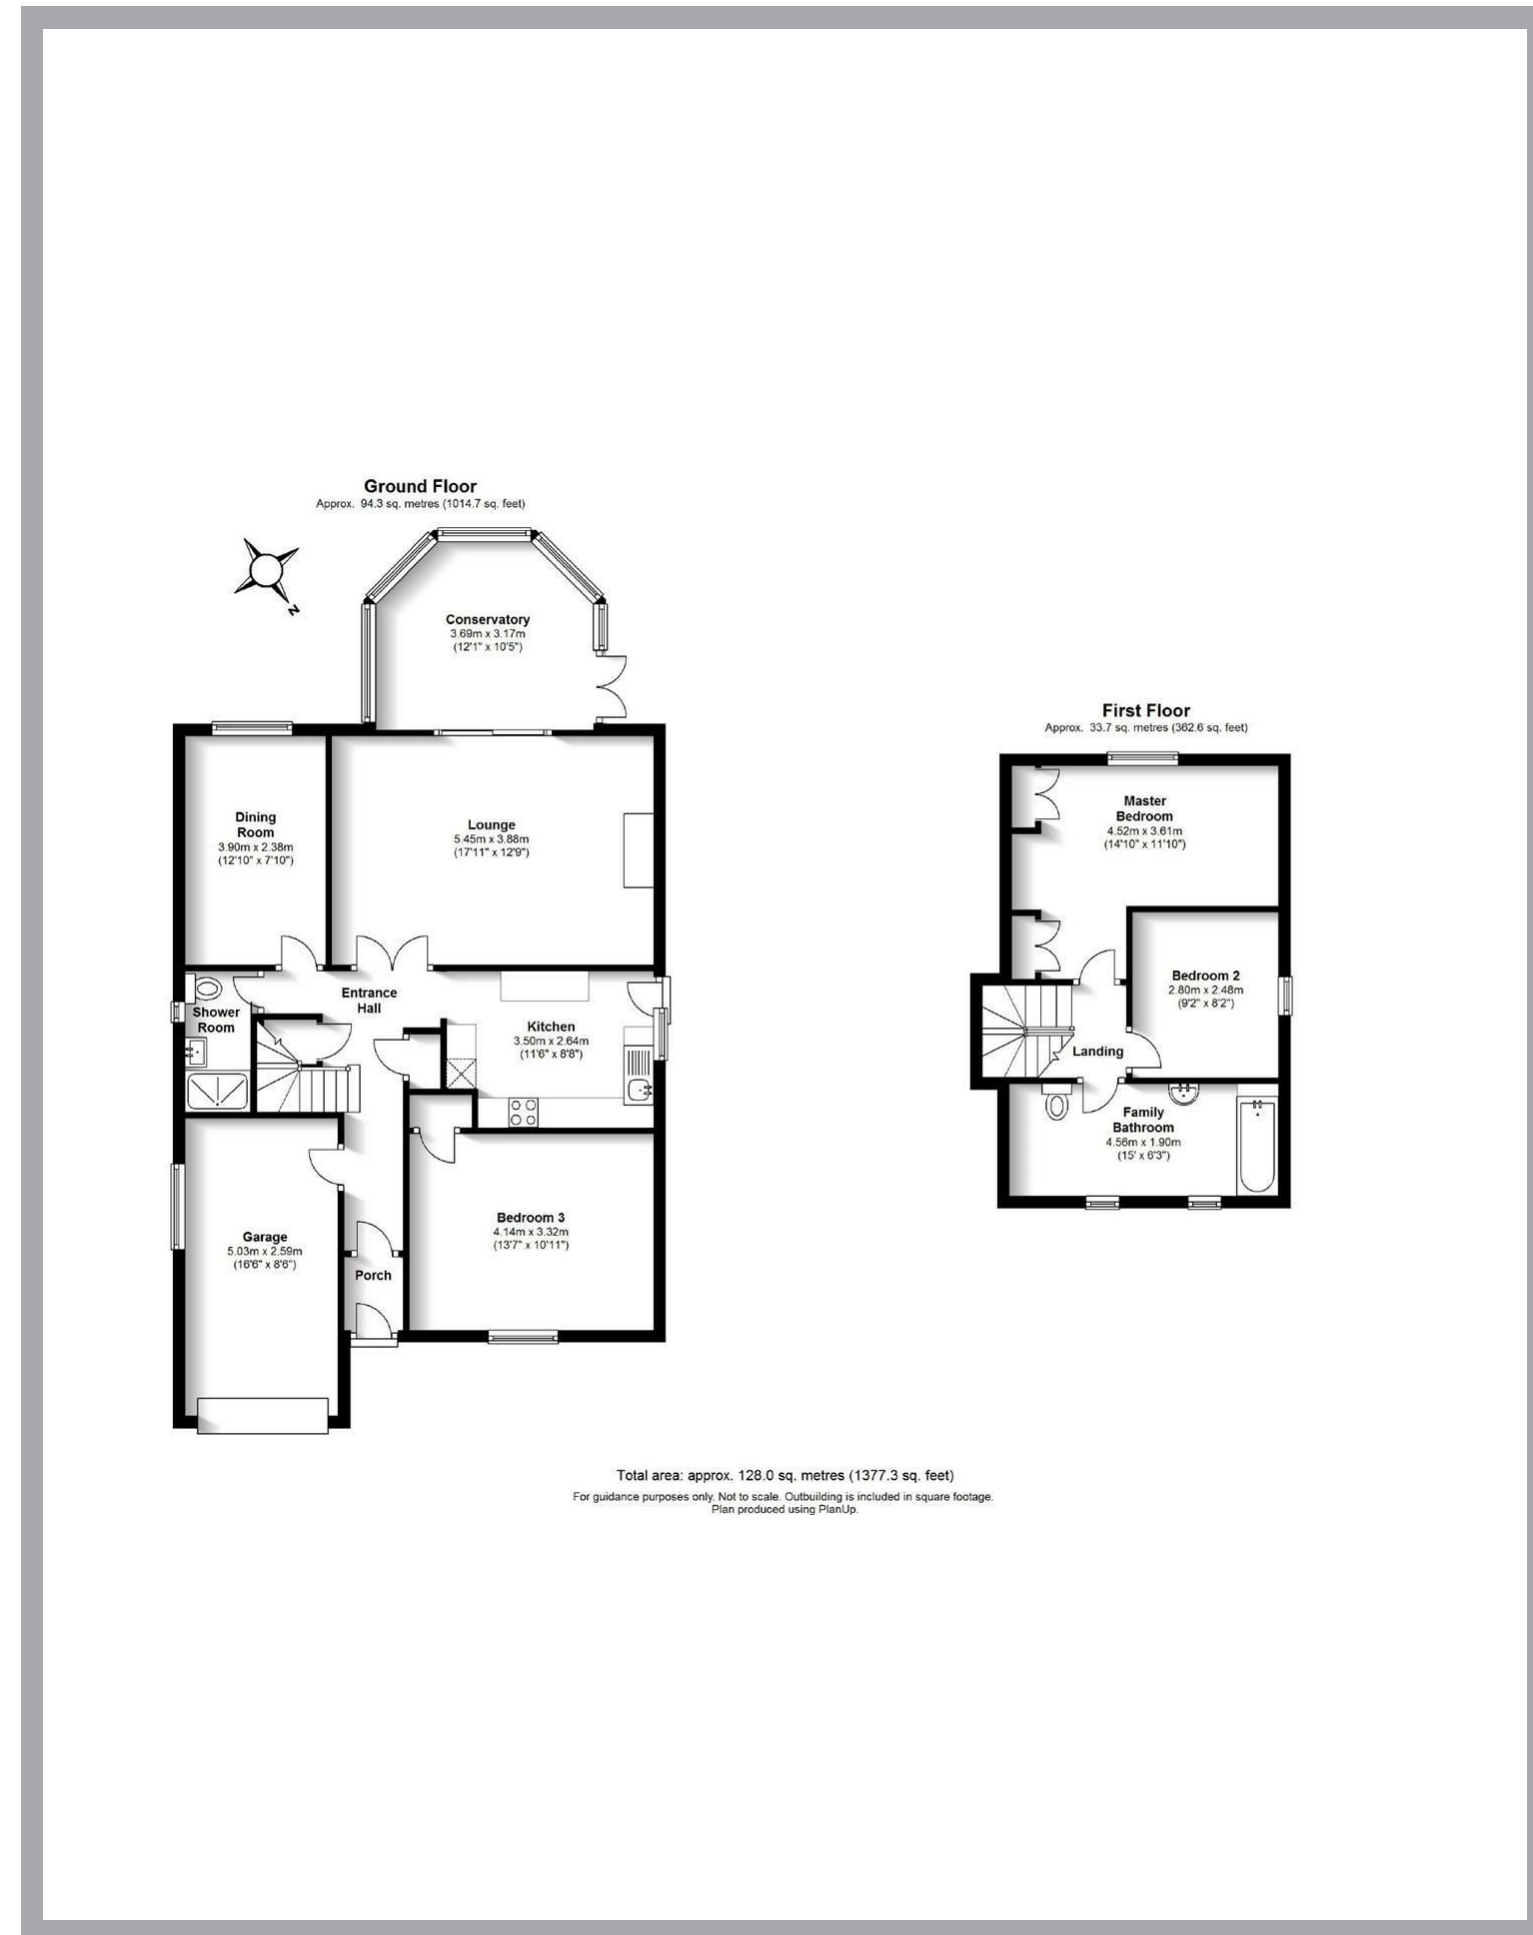 Ground Floor
Approx. 94.3 sq. metres (1014.7 sq. feet)
N
Conservatory
3.69m x 3.17m
(12'1" x 10'5")
Dining
Room
3.90m x 2.38m
(12'10" x 7'10")
Lounge
5.45m x 3.88m
(17'11" x 12'9")
Entrance
Hall
Shower
Room
Kitchen
3.50m x 2.64m
(11'6" x 8'8")
Bedroom 3
4.14m x 3.32m
(13'7" x 10'11")
Garage
5.03m x 2.59m
(16'6" x 8'6")
Porch
First Floor
Approx. 33.7 sq. metres (362.6 sq. feet)
Master
Bedroom
4.52m x 3.61m
(14'10" x 11'10")
Bedroom 2
2.80m x 2.48m
(9'2" x 8'2")
Landing
Family
Bathroom
4.56m x 1.90m
(15' x 6'3")
Total area: approx. 128.0 sq. metres (1377.3 sq. feet)
For guidance purposes only. Not to scale. Outbuilding is included in square footage.
Plan produced using PlanUp.